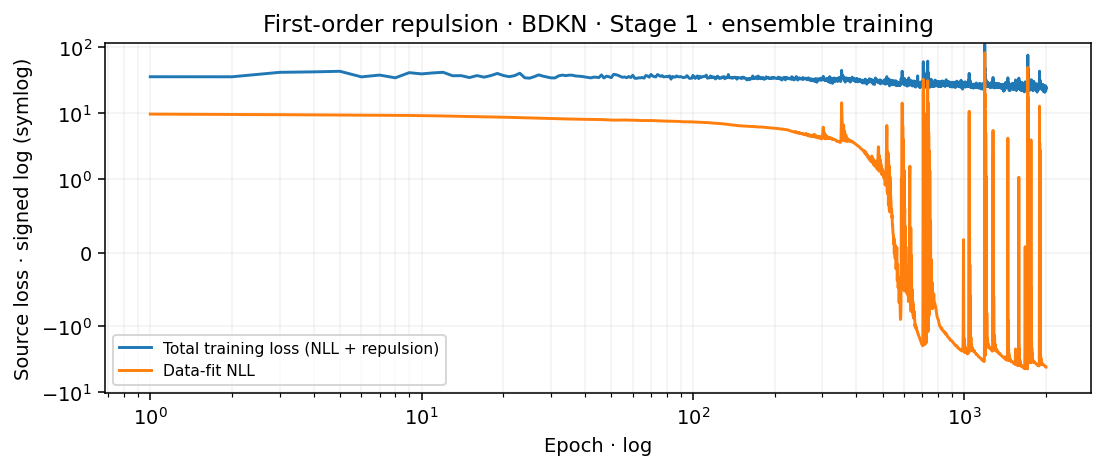 First-order repulsion · BDKN · Stage 1 · ensemble training
Source loss · signed log (symlog)
10²
10¹
10⁰
0
−10⁰
−10¹
Total training loss (NLL + repulsion)
Data-fit NLL
10⁰ 10¹ 10² 10³
Epoch · log